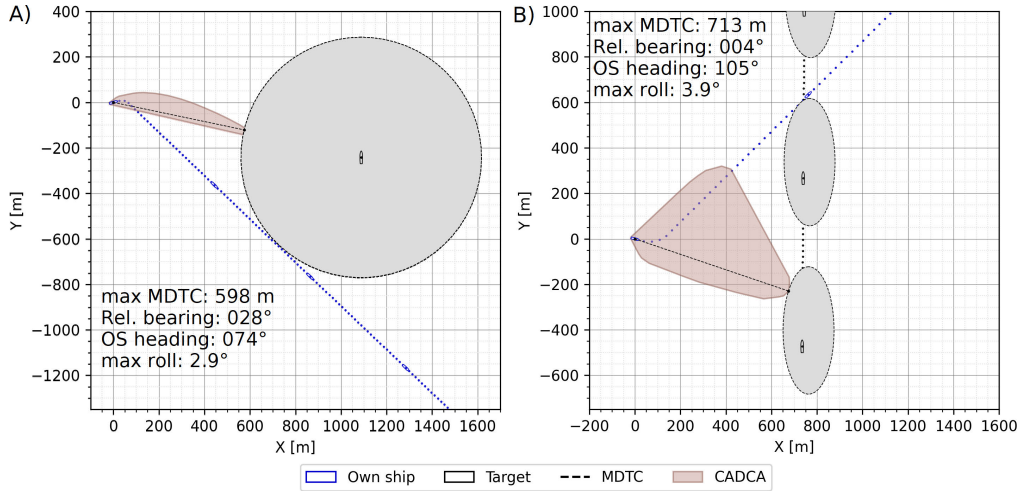 A)
400
200
0
−200
−400
−600
−800
−1000
−1200
Y [m]
max MDTC: 598 m
Rel. bearing: 028°
OS heading: 074°
max roll: 2.9°
0 200 400 600 800 1000 1200 1400 1600
X [m]
B)
1000
800
600
400
200
0
−200
−400
−600
Y [m]
max MDTC: 713 m
Rel. bearing: 004°
OS heading: 105°
max roll: 3.9°
−200 0 200 400 600 800 1000 1200 1400 1600
X [m]
Own ship Target MDTC CADCA